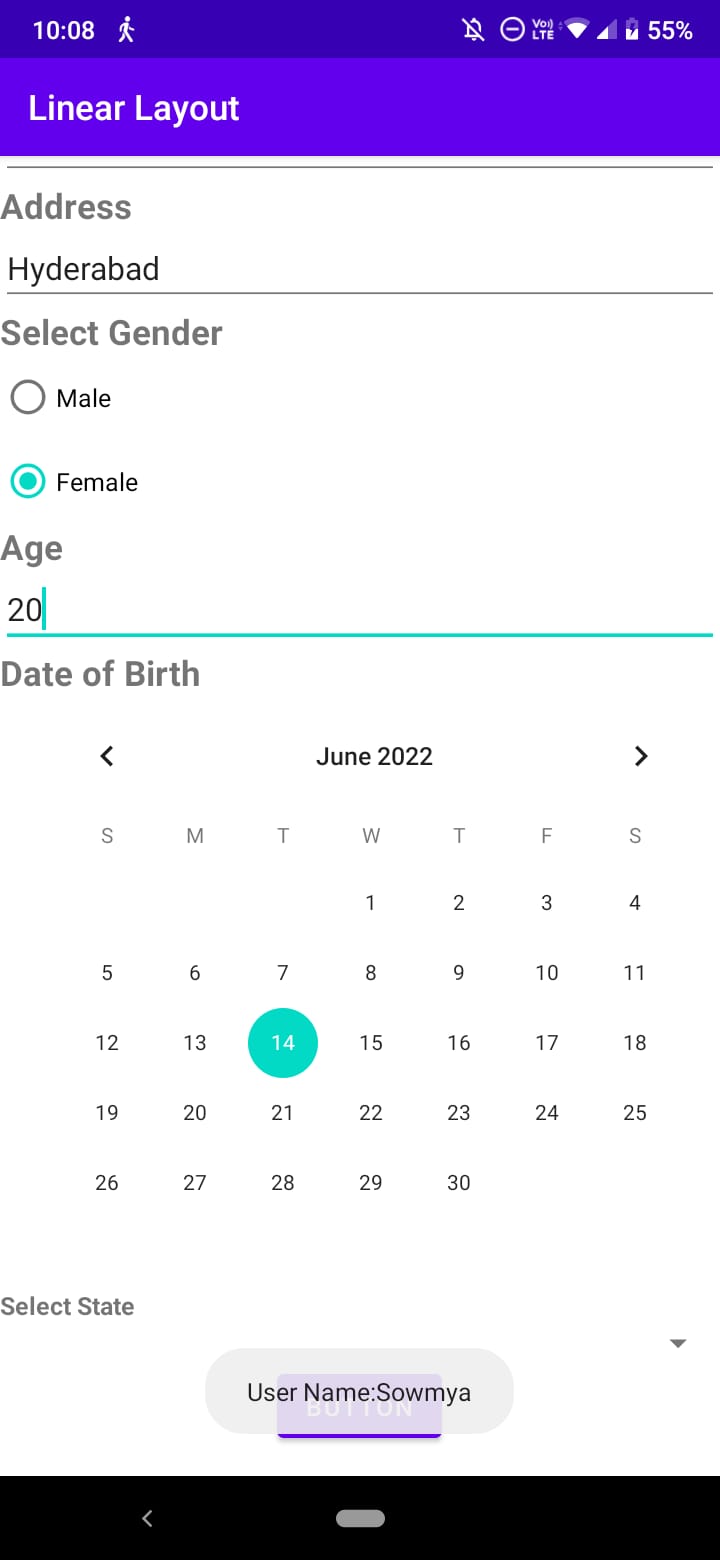 10:08 Vo)) LTE 55%
Linear Layout
Address
Hyderabad
Select Gender
Male
Female
Age
20
Date of Birth
June 2022
S M T W T F S
1 2 3 4
5 6 7 8 9 10 11
12 13 14 15 16 17 18
19 20 21 22 23 24 25
26 27 28 29 30
Select State
User Name:Sowmya
BUTTON